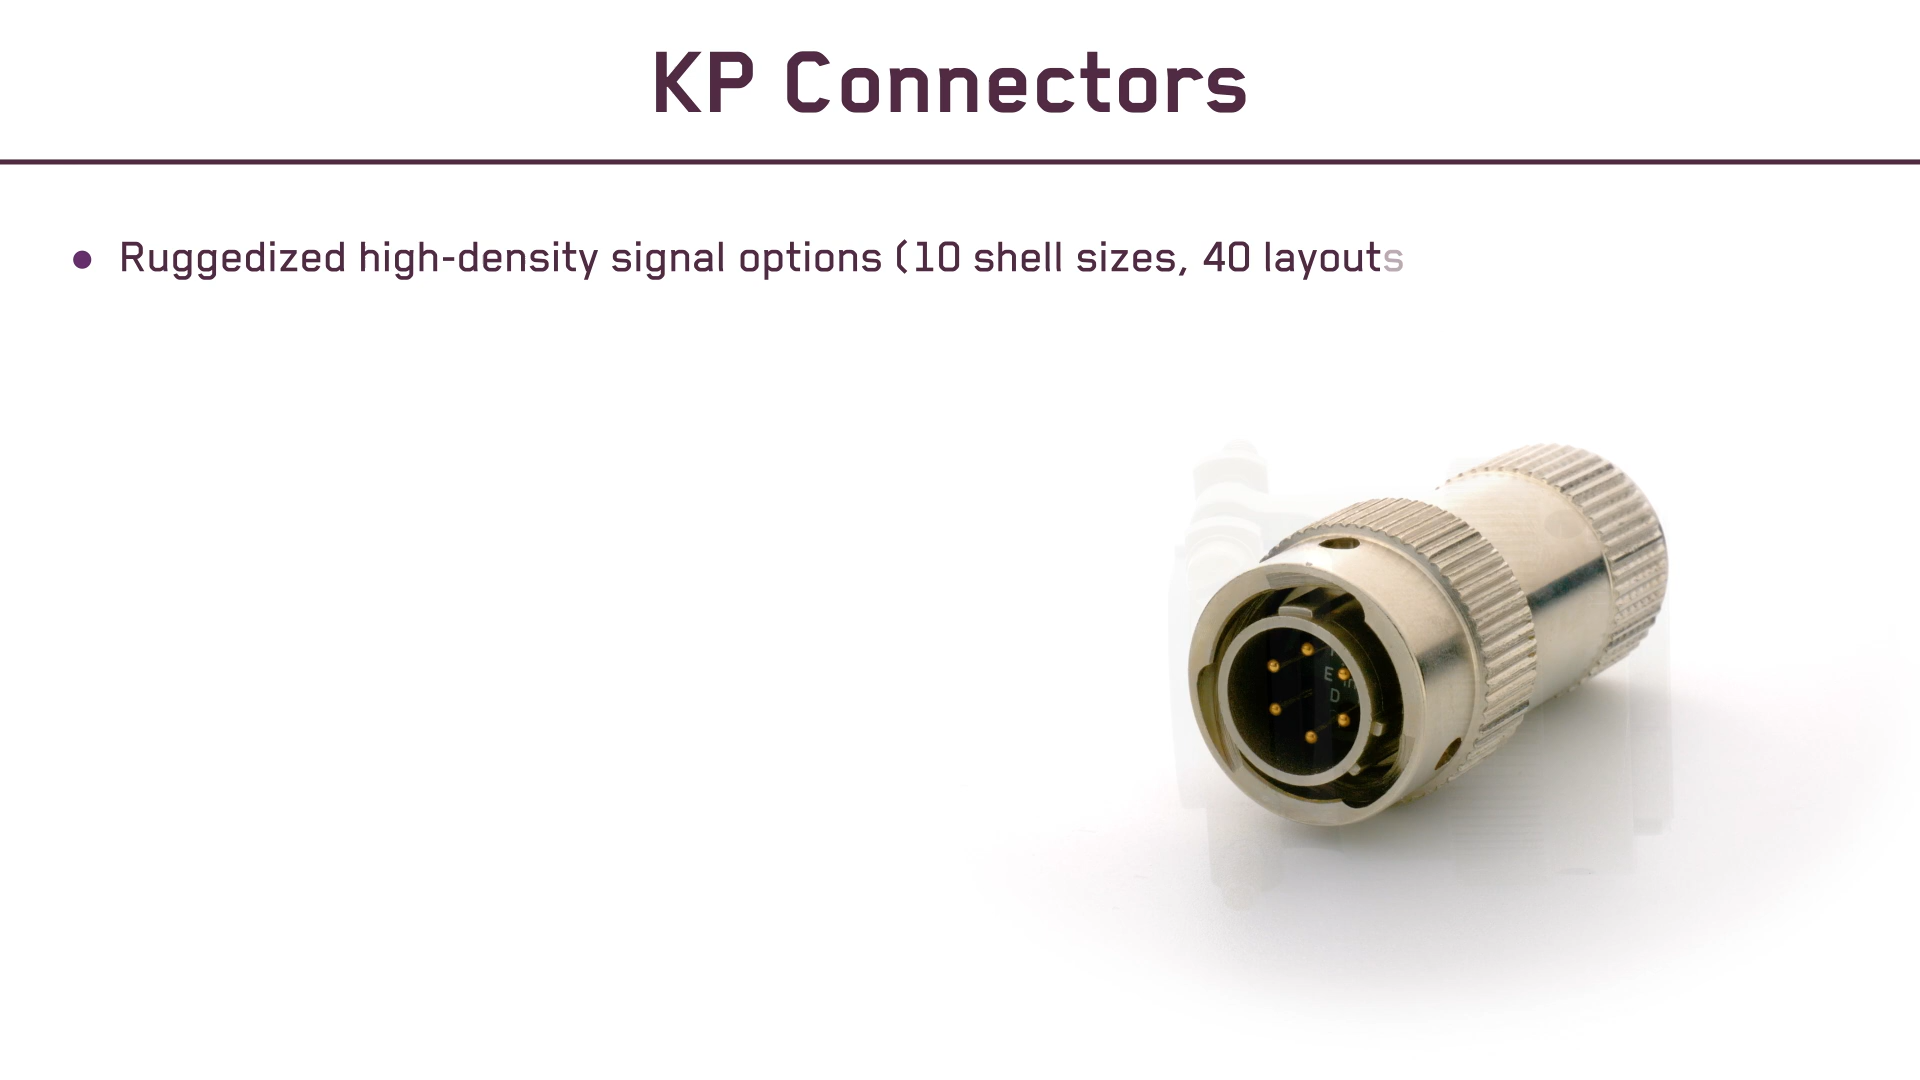 KP Connectors
• Ruggedized high-density signal options (10 shell sizes, 40 layouts
E
D